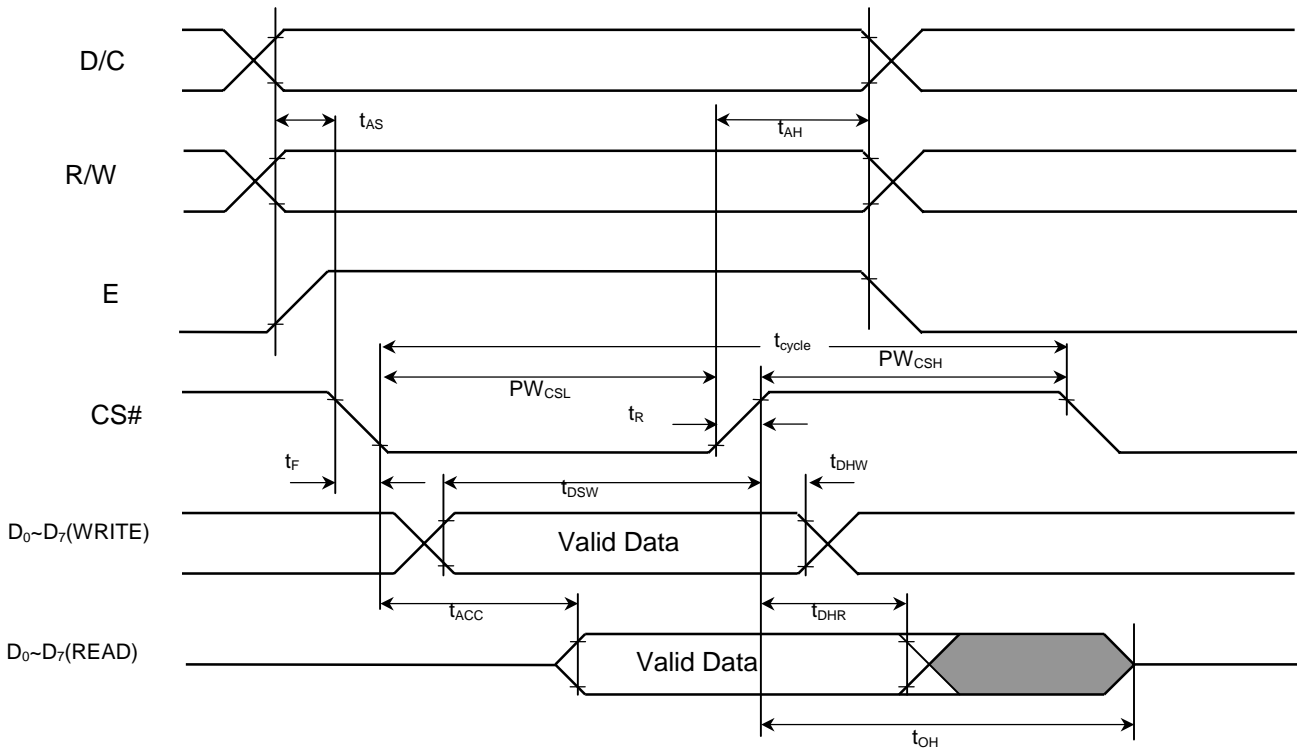 D/C
tAS
tAH
R/W
E
tcycle
PWCSH
PWCSL
CS#
tR
tF
tDHW
tDSW
D0~D7(WRITE)
Valid Data
tACC
tDHR
D0~D7(READ)
Valid Data
tOH